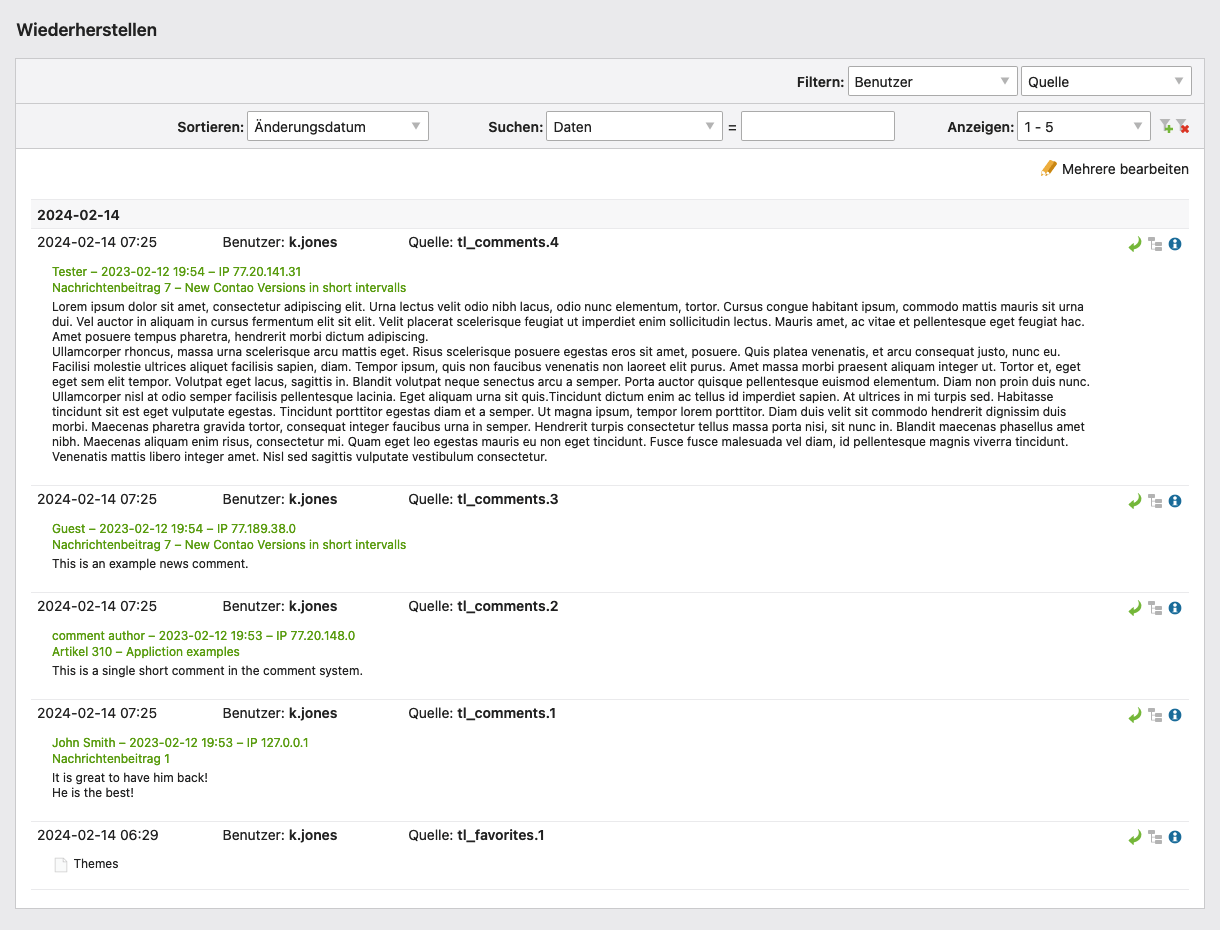 Wiederherstellen
Filtern: Benutzer Quelle
Sortieren: Änderungsdatum Suchen: Daten = Anzeigen: 1 - 5
Mehrere bearbeiten
2024-02-14
2024-02-14 07:25 Benutzer: k.jones Quelle: tl_comments.4
Tester – 2023-02-12 19:54 – IP 77.20.141.31
Nachrichtenbeitrag 7 – New Contao Versions in short intervalls
Lorem ipsum dolor sit amet, consectetur adipiscing elit. Urna lectus velit odio nibh lacus, odio nunc elementum, tortor. Cursus congue habitant ipsum, commodo mattis mauris sit urna
dui. Vel auctor in aliquam in cursus fermentum elit sit elit. Velit placerat scelerisque feugiat ut imperdiet enim sollicitudin lectus. Mauris amet, ac vitae et pellentesque eget feugiat hac.
Amet posuere tempus pharetra, hendrerit morbi dictum adipiscing.
Ullamcorper rhoncus, massa urna scelerisque arcu mattis eget. Risus scelerisque posuere egestas eros sit amet, posuere. Quis platea venenatis, et arcu consequat justo, nunc eu.
Facilisi molestie ultrices aliquet facilisis sapien, diam. Tempor ipsum, quis non faucibus venenatis non laoreet elit purus. Amet massa morbi praesent aliquam integer ut. Tortor et, eget
eget sem elit tempor. Volutpat eget lacus, sagittis in. Blandit volutpat neque senectus arcu a semper. Porta auctor quisque pellentesque euismod elementum. Diam non proin duis nunc.
Ullamcorper nisl at odio semper facilisis pellentesque lacinia. Eget aliquam urna sit quis.Tincidunt dictum enim ac tellus id imperdiet sapien. At ultrices in mi turpis sed. Habitasse
tincidunt sit est eget vulputate egestas. Tincidunt porttitor egestas diam et a semper. Ut magna ipsum, tempor lorem porttitor. Diam duis velit sit commodo hendrerit dignissim duis
morbi. Maecenas pharetra gravida tortor, consequat integer faucibus urna in semper. Hendrerit turpis consectetur tellus massa porta nisi, sit nunc in. Blandit maecenas phasellus amet
nibh. Maecenas aliquam enim risus, consectetur mi. Quam eget leo egestas mauris eu non eget tincidunt. Fusce fusce malesuada vel diam, id pellentesque magnis viverra tincidunt.
Venenatis mattis libero integer amet. Nisl sed sagittis vulputate vestibulum consectetur.
2024-02-14 07:25 Benutzer: k.jones Quelle: tl_comments.3
Guest – 2023-02-12 19:54 – IP 77.189.38.0
Nachrichtenbeitrag 7 – New Contao Versions in short intervalls
This is an example news comment.
2024-02-14 07:25 Benutzer: k.jones Quelle: tl_comments.2
comment author – 2023-02-12 19:53 – IP 77.20.148.0
Artikel 310 – Appliction examples
This is a single short comment in the comment system.
2024-02-14 07:25 Benutzer: k.jones Quelle: tl_comments.1
John Smith – 2023-02-12 19:53 – IP 127.0.0.1
Nachrichtenbeitrag 1
It is great to have him back!
He is the best!
2024-02-14 06:29 Benutzer: k.jones Quelle: tl_favorites.1
Themes